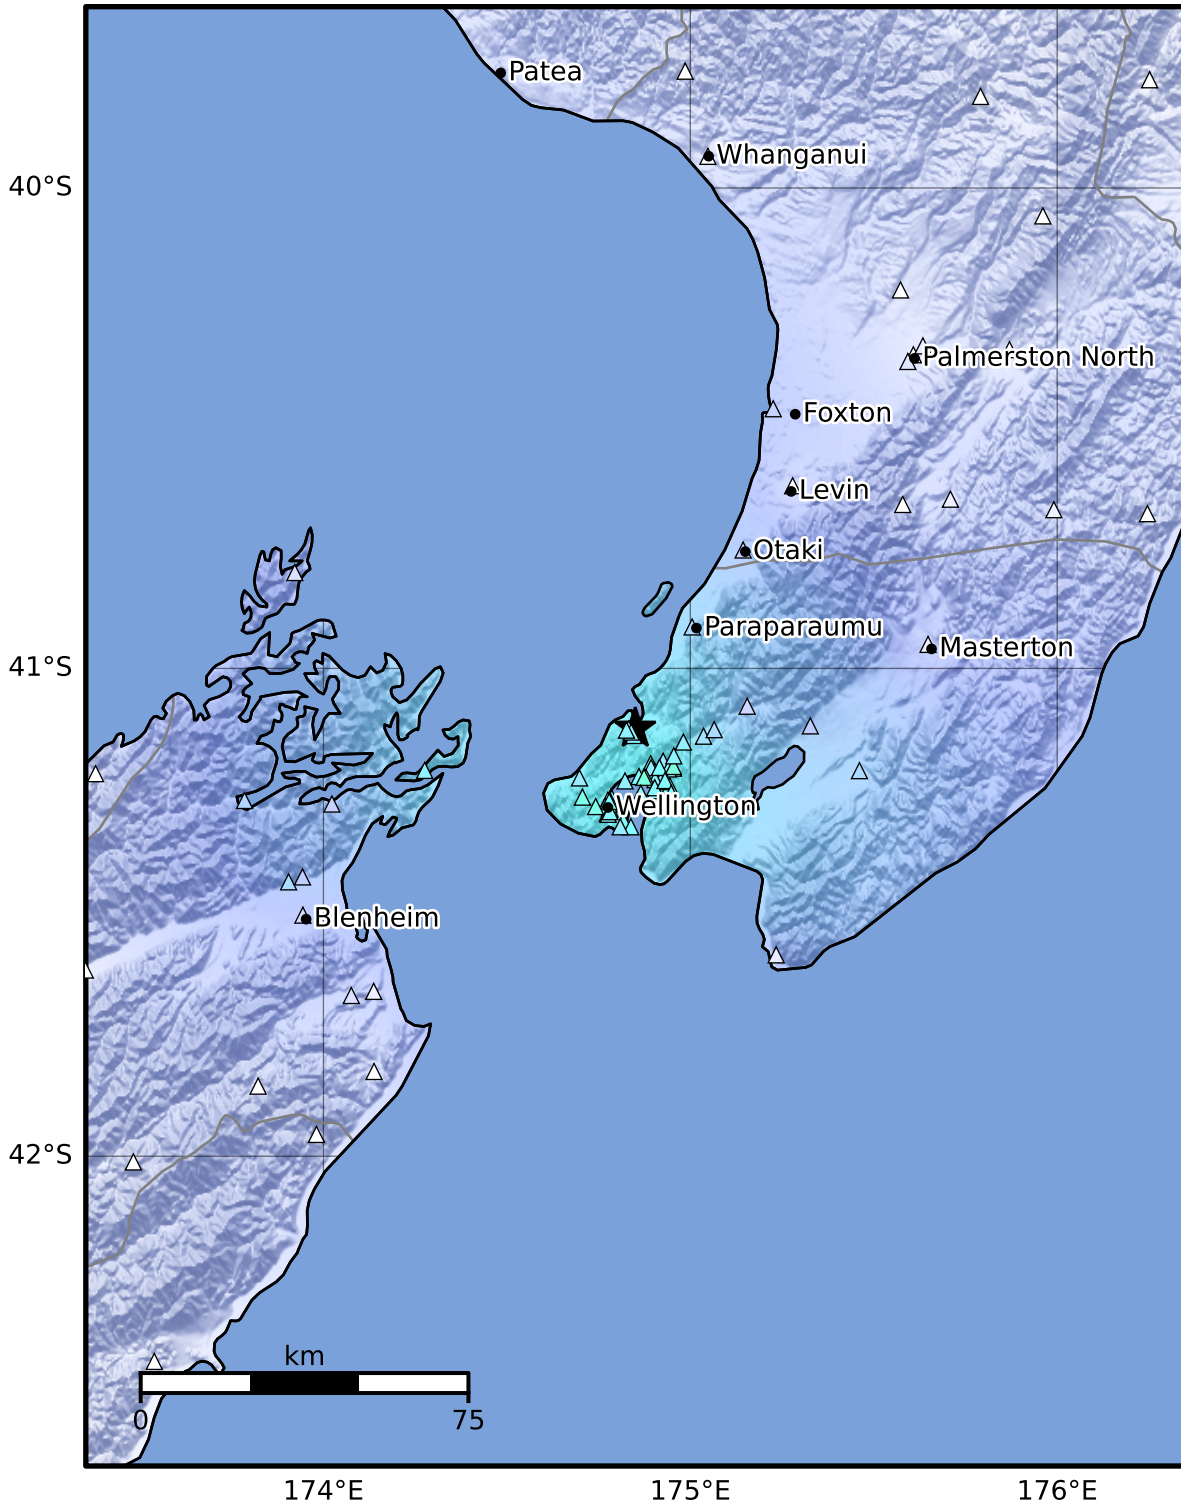 Patea
Whanganui
40°S
Palmerston North
Foxton
Levin
Otaki
Paraparaumu
Masterton
41°S
Wellington
Blenheim
42°S
km
0 75
174°E 175°E 176°E